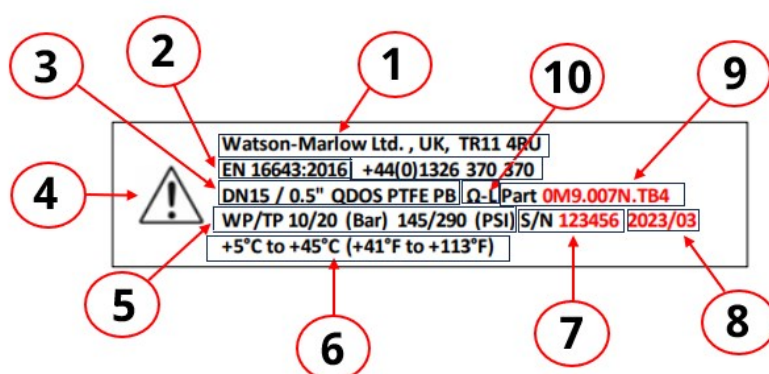 2
1
10
9
3
Watson-Marlow Ltd. , UK, TR11 4RU
EN 16643:2016 +44(0)1326 370 370
4
DN15 / 0.5" QDOS PTFE PB Ω-L Part 0M9.007N.TB4
WP/TP 10/20 (Bar) 145/290 (PSI) S/N 123456 2023/03
+5°C to +45°C (+41°F to +113°F)
5
6
7
8